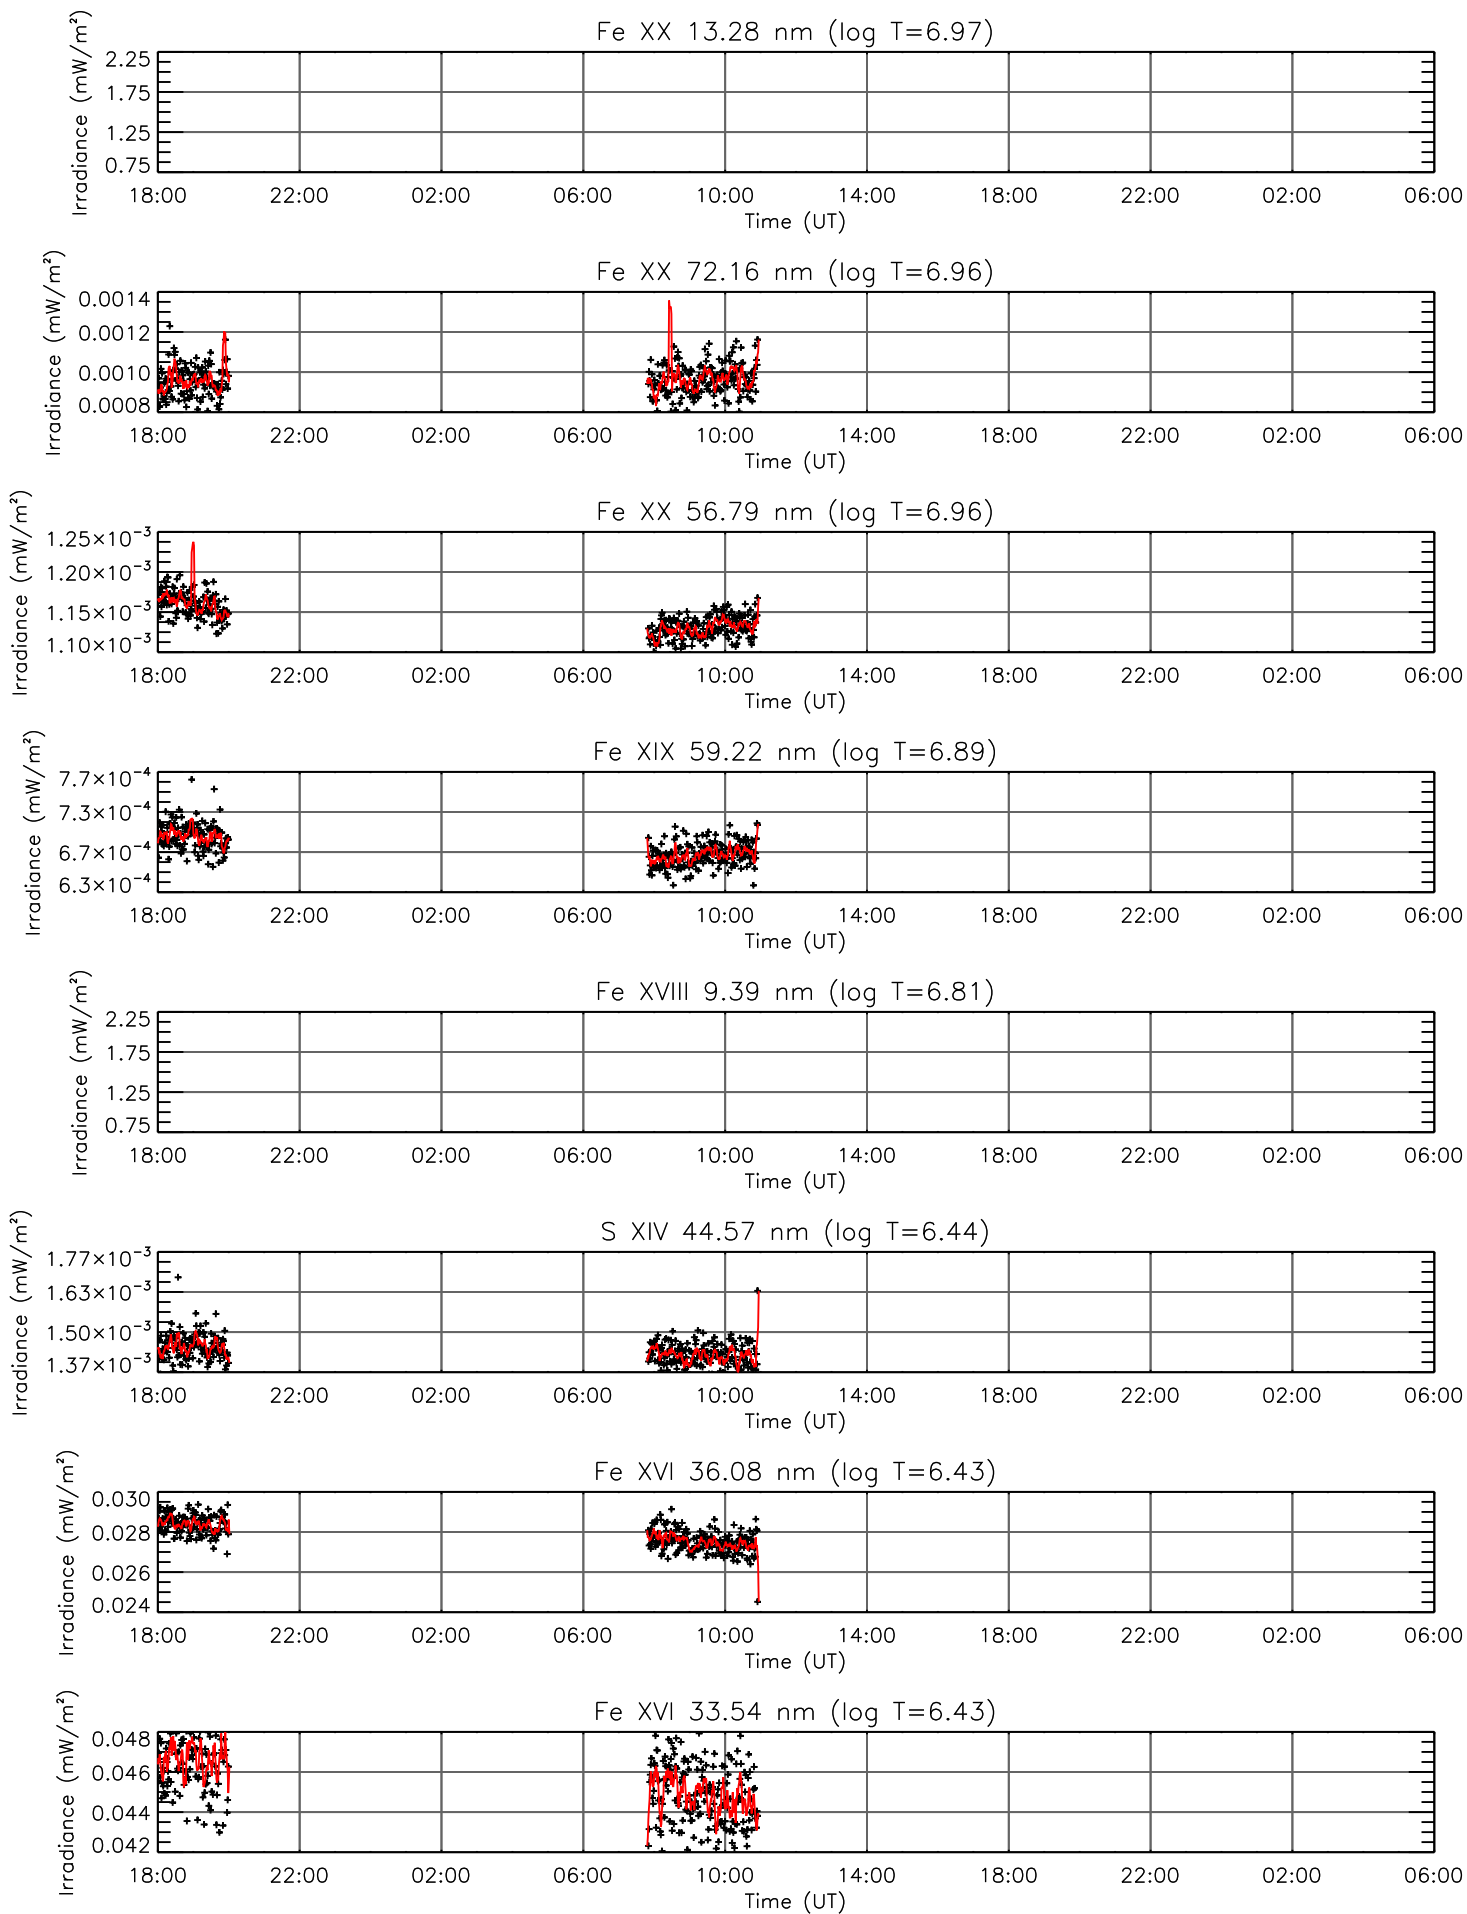 Fe XX 13.28 nm (log T=6.97)
Irradiance (mW/m²)
2.25
1.75
1.25
0.75
18:00 22:00 02:00 06:00 10:00 14:00 18:00 22:00 02:00 06:00
Time (UT)
Fe XX 72.16 nm (log T=6.96)
Irradiance (mW/m²)
0.0014
0.0012
0.0010
0.0008
18:00 22:00 02:00 06:00 10:00 14:00 18:00 22:00 02:00 06:00
Time (UT)
Fe XX 56.79 nm (log T=6.96)
Irradiance (mW/m²)
1.25×10⁻³
1.20×10⁻³
1.15×10⁻³
1.10×10⁻³
18:00 22:00 02:00 06:00 10:00 14:00 18:00 22:00 02:00 06:00
Time (UT)
Fe XIX 59.22 nm (log T=6.89)
Irradiance (mW/m²)
7.7×10⁻⁴
7.3×10⁻⁴
6.7×10⁻⁴
6.3×10⁻⁴
18:00 22:00 02:00 06:00 10:00 14:00 18:00 22:00 02:00 06:00
Time (UT)
Fe XVIII 9.39 nm (log T=6.81)
Irradiance (mW/m²)
2.25
1.75
1.25
0.75
18:00 22:00 02:00 06:00 10:00 14:00 18:00 22:00 02:00 06:00
Time (UT)
S XIV 44.57 nm (log T=6.44)
Irradiance (mW/m²)
1.77×10⁻³
1.63×10⁻³
1.50×10⁻³
1.37×10⁻³
18:00 22:00 02:00 06:00 10:00 14:00 18:00 22:00 02:00 06:00
Time (UT)
Fe XVI 36.08 nm (log T=6.43)
Irradiance (mW/m²)
0.030
0.028
0.026
0.024
18:00 22:00 02:00 06:00 10:00 14:00 18:00 22:00 02:00 06:00
Time (UT)
Fe XVI 33.54 nm (log T=6.43)
Irradiance (mW/m²)
0.048
0.046
0.044
0.042
18:00 22:00 02:00 06:00 10:00 14:00 18:00 22:00 02:00 06:00
Time (UT)